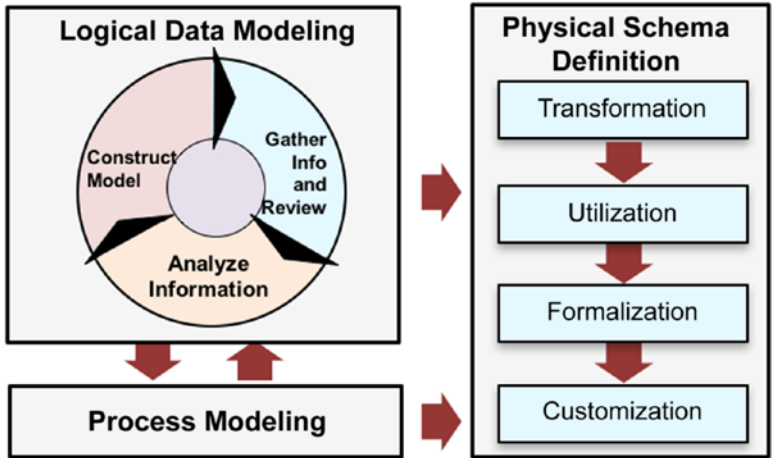 Logical Data Modeling
Construct
Model
Gather
Info
and
Review
Analyze
Information
Process Modeling
Physical Schema
Definition
Transformation
Utilization
Formalization
Customization